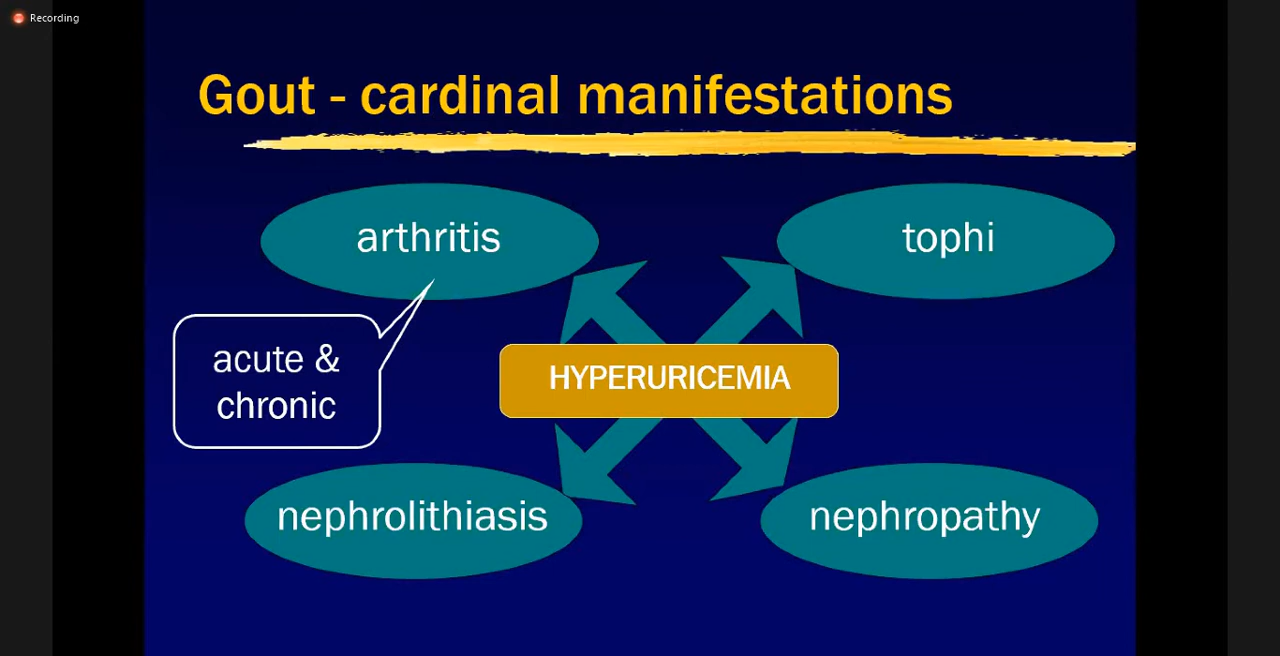 Recording
Gout - cardinal manifestations
arthritis
tophi
acute &
chronic
HYPERURICEMIA
nephrolithiasis
nephropathy